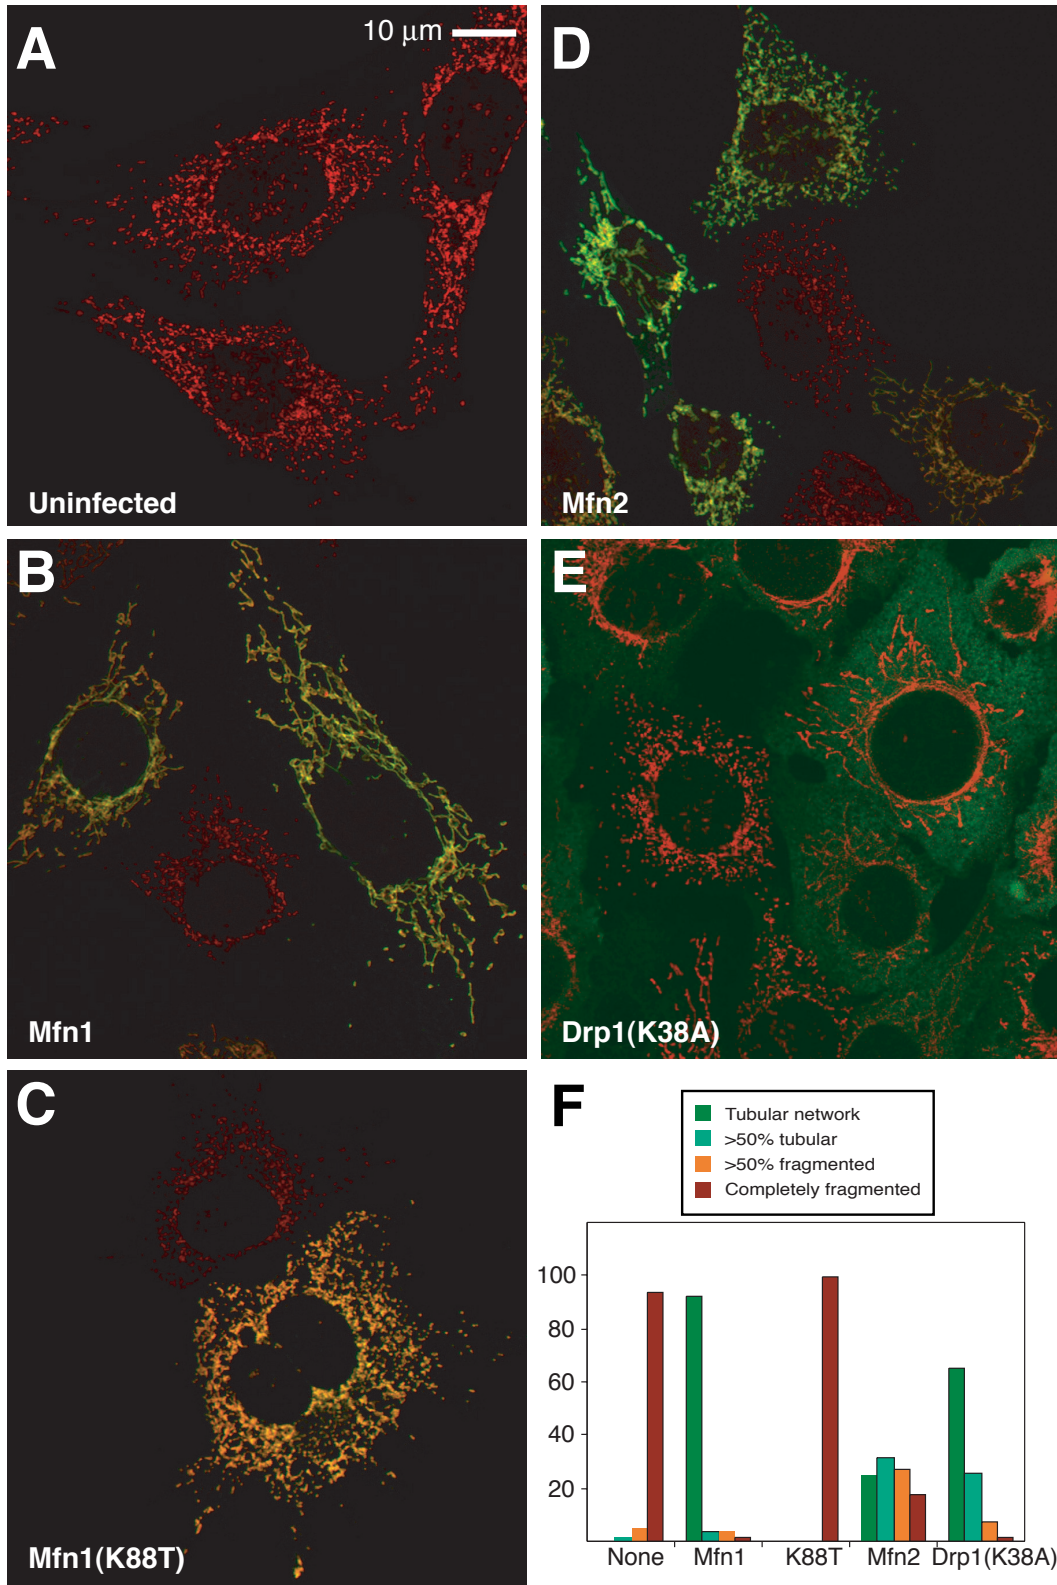 A
10 μm
Uninfected
D
Mfn2
B
Mfn1
E
Drp1(K38A)
C
Mfn1(K88T)
F
Tubular network
>50% tubular
>50% fragmented
Completely fragmented
100
80
60
40
20
None Mfn1 K88T Mfn2 Drp1(K38A)